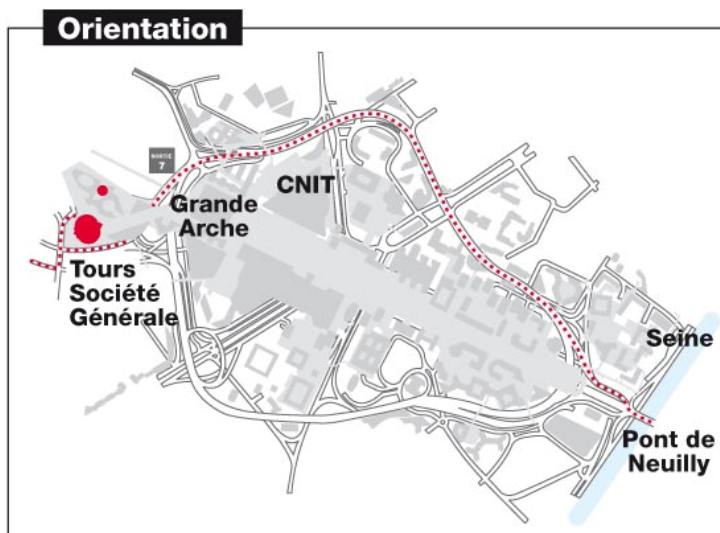 Orientation
SORTIE
7
CNIT
Grande
Arche
Tours
Société
Générale
Seine
Pont de
Neuilly